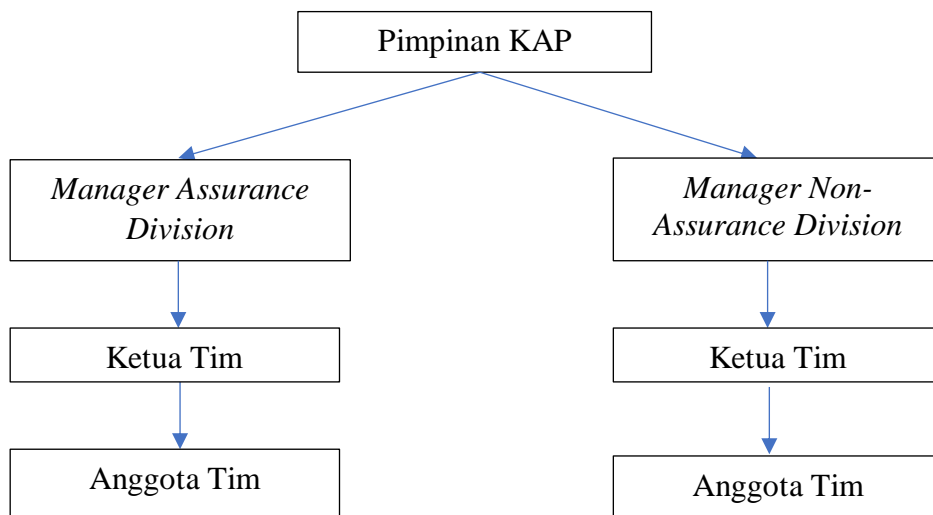 Pimpinan KAP
Manager Assurance
Division
Manager Non-
Assurance Division
Ketua Tim
Ketua Tim
Anggota Tim
Anggota Tim